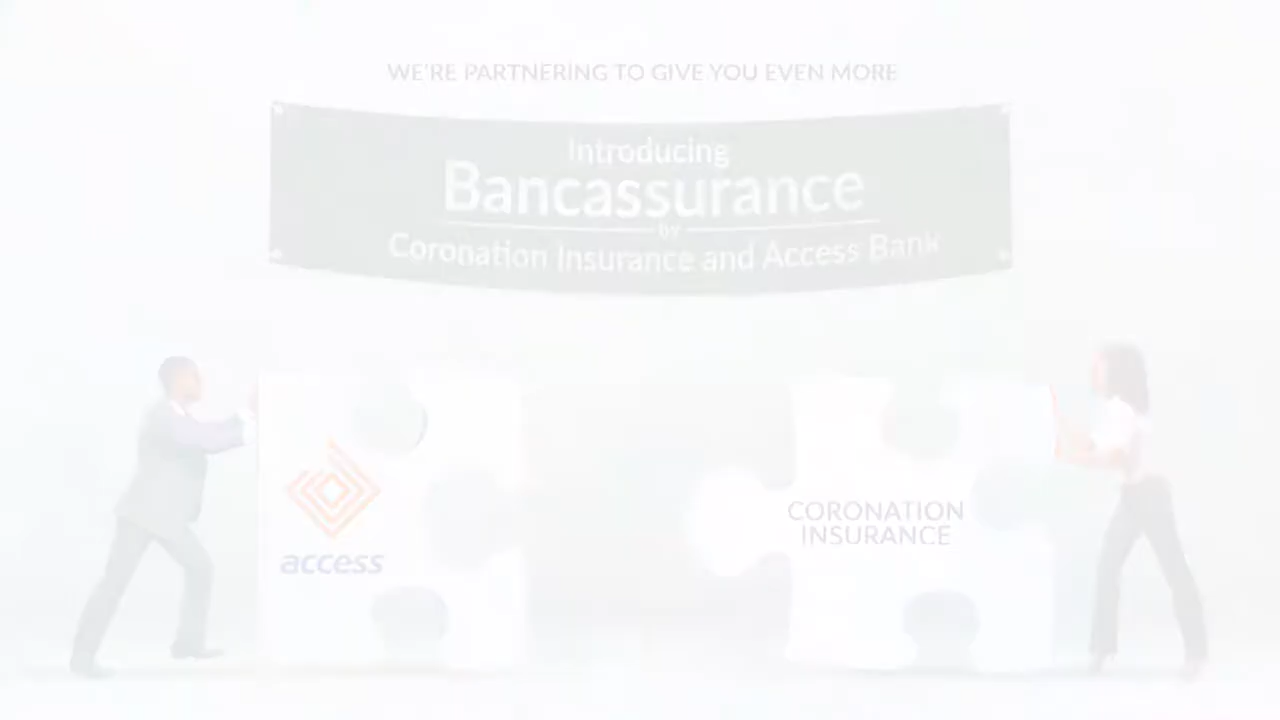 WE'RE PARTNERING TO GIVE YOU EVEN MORE
Introducing
Bancassurance
by
Coronation Insurance and Access Bank
access
CORONATION
INSURANCE